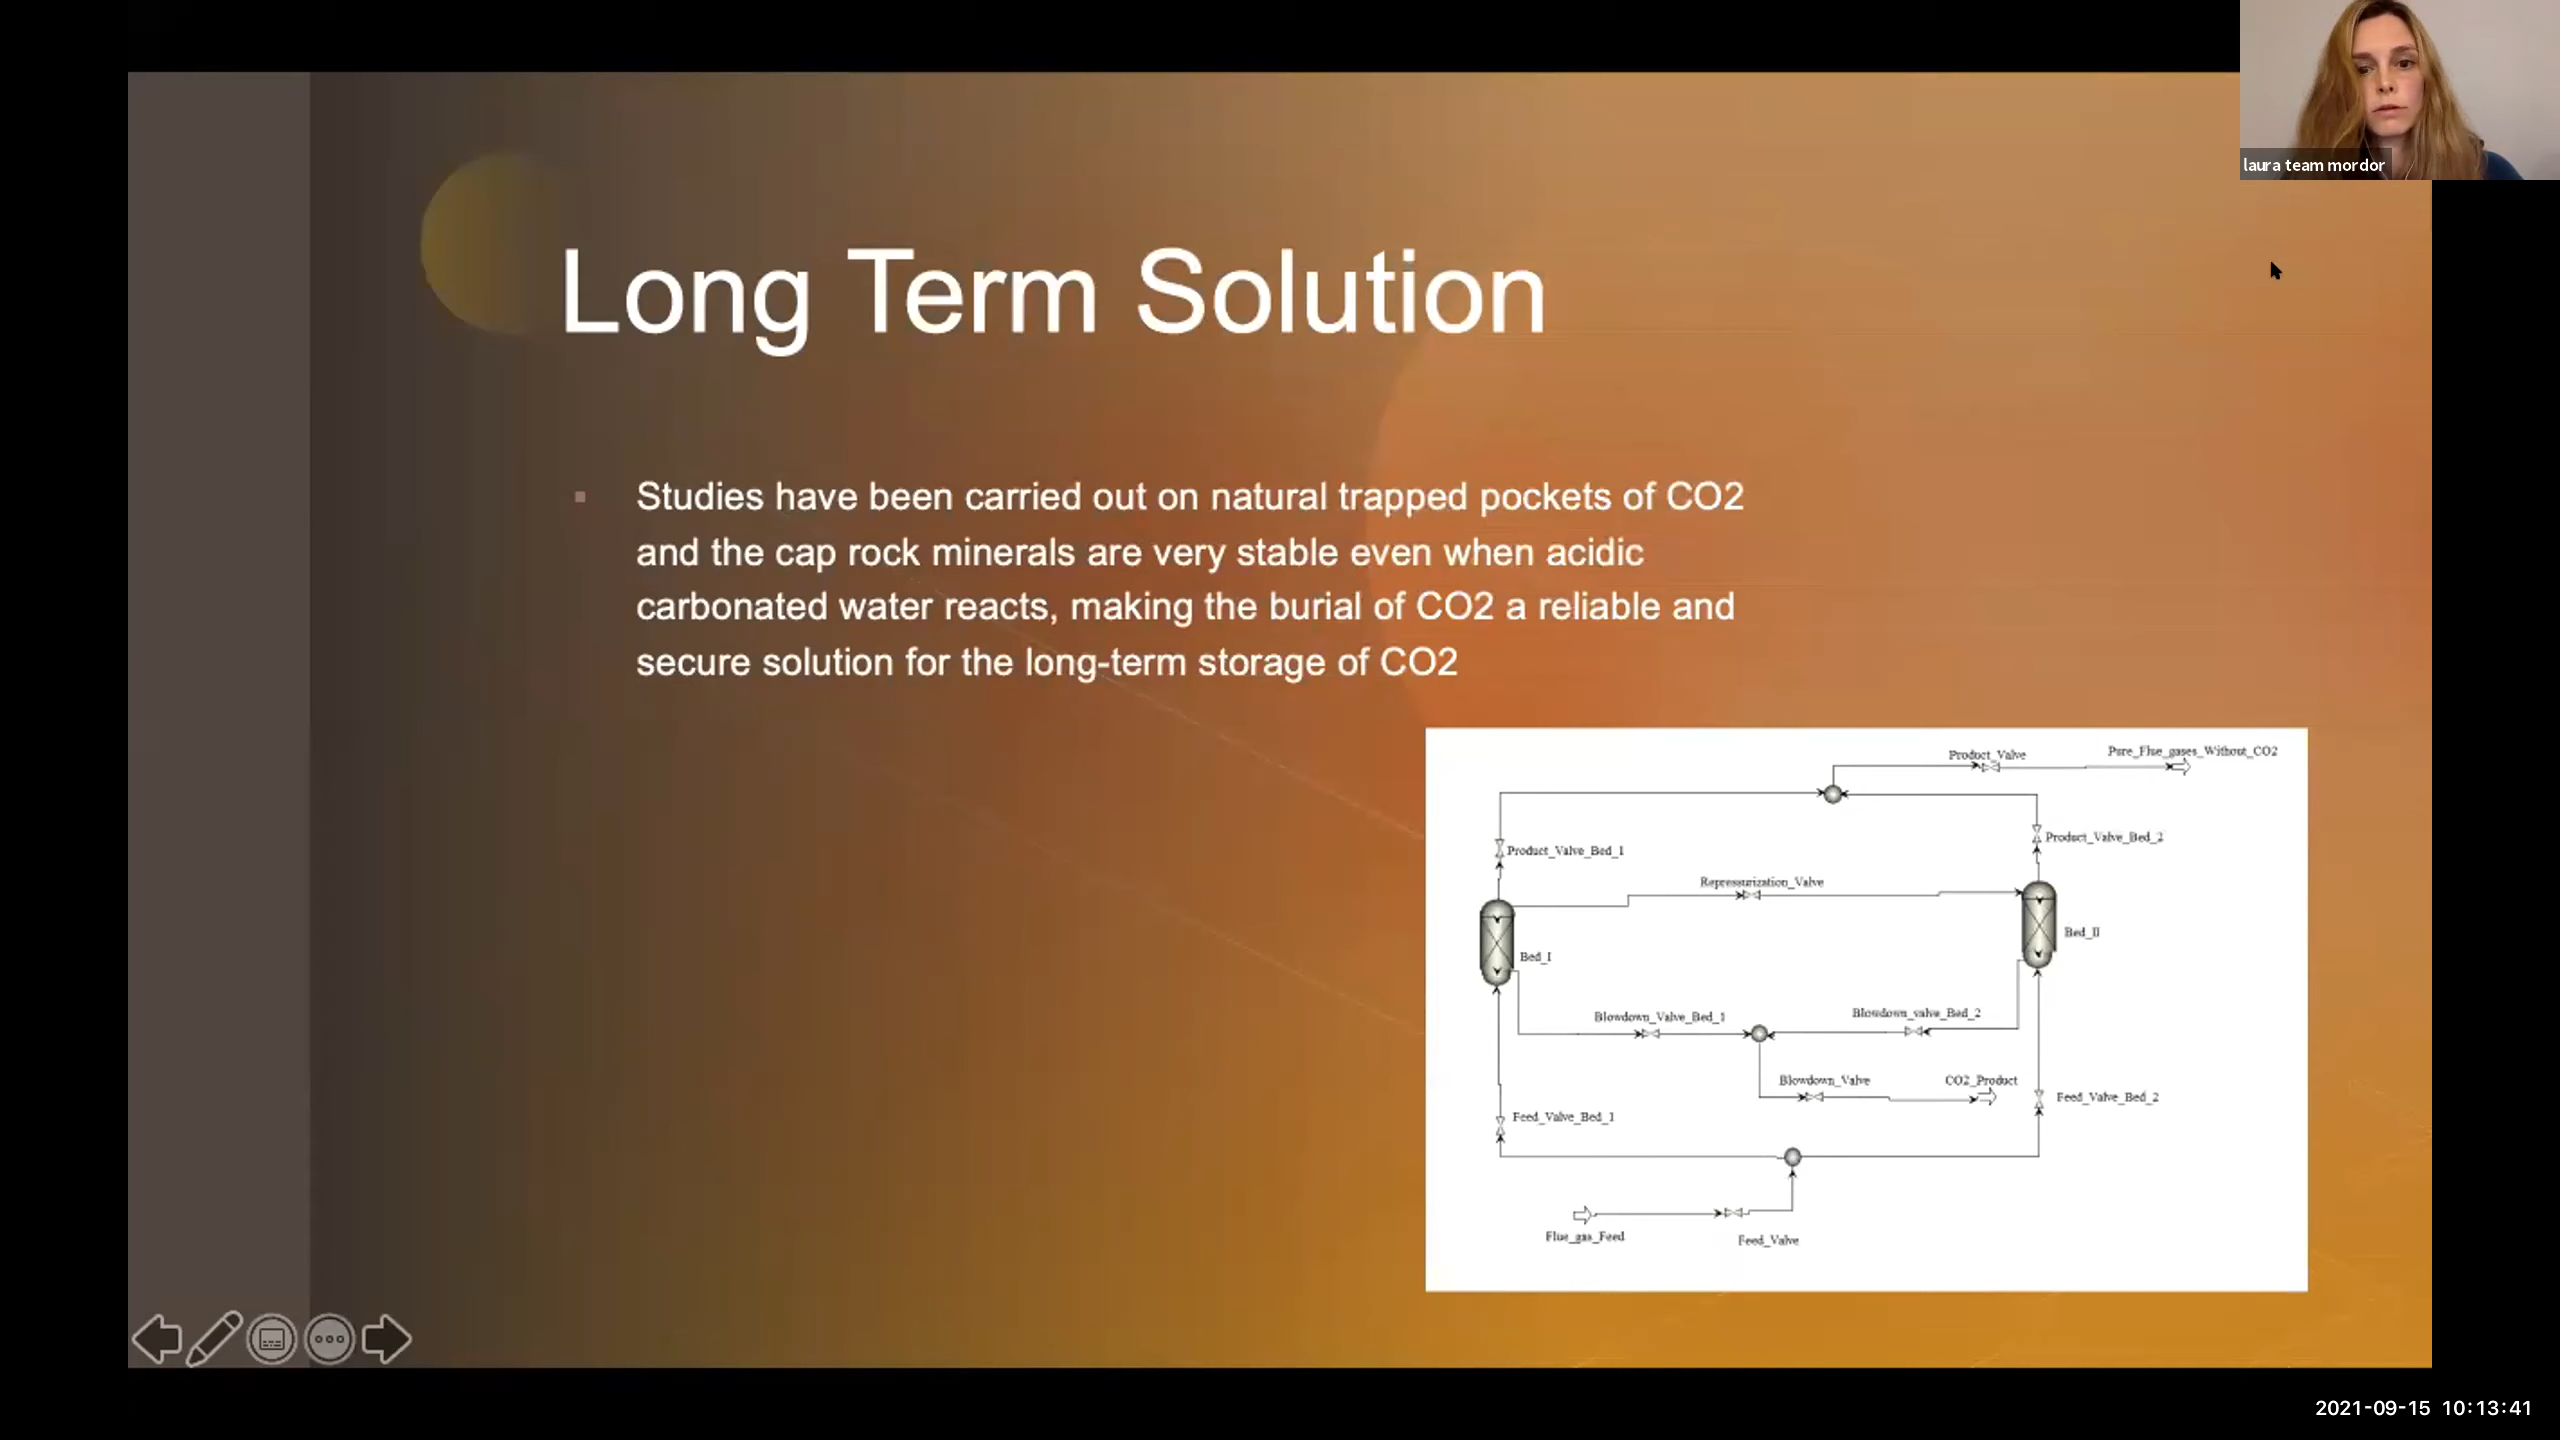 laura team mordor
Long Term Solution
Studies have been carried out on natural trapped pockets of CO2
and the cap rock minerals are very stable even when acidic
carbonated water reacts, making the burial of CO2 a reliable and
secure solution for the long-term storage of CO2
Product_Valve
Pure_Flue_gases_Without_CO2
Product_Valve_Bed_1
Product_Valve_Bed_2
Repressurization_Valve
Bed_I
Bed_II
Blowdown_Valve_Bed_1
Blowdown_valve_Bed_2
Blowdown_Valve
CO2_Product
Feed_Valve_Bed_1
Feed_Valve_Bed_2
Flue_gas_Feed
Feed_Valve
2021-09-15 10:13:41